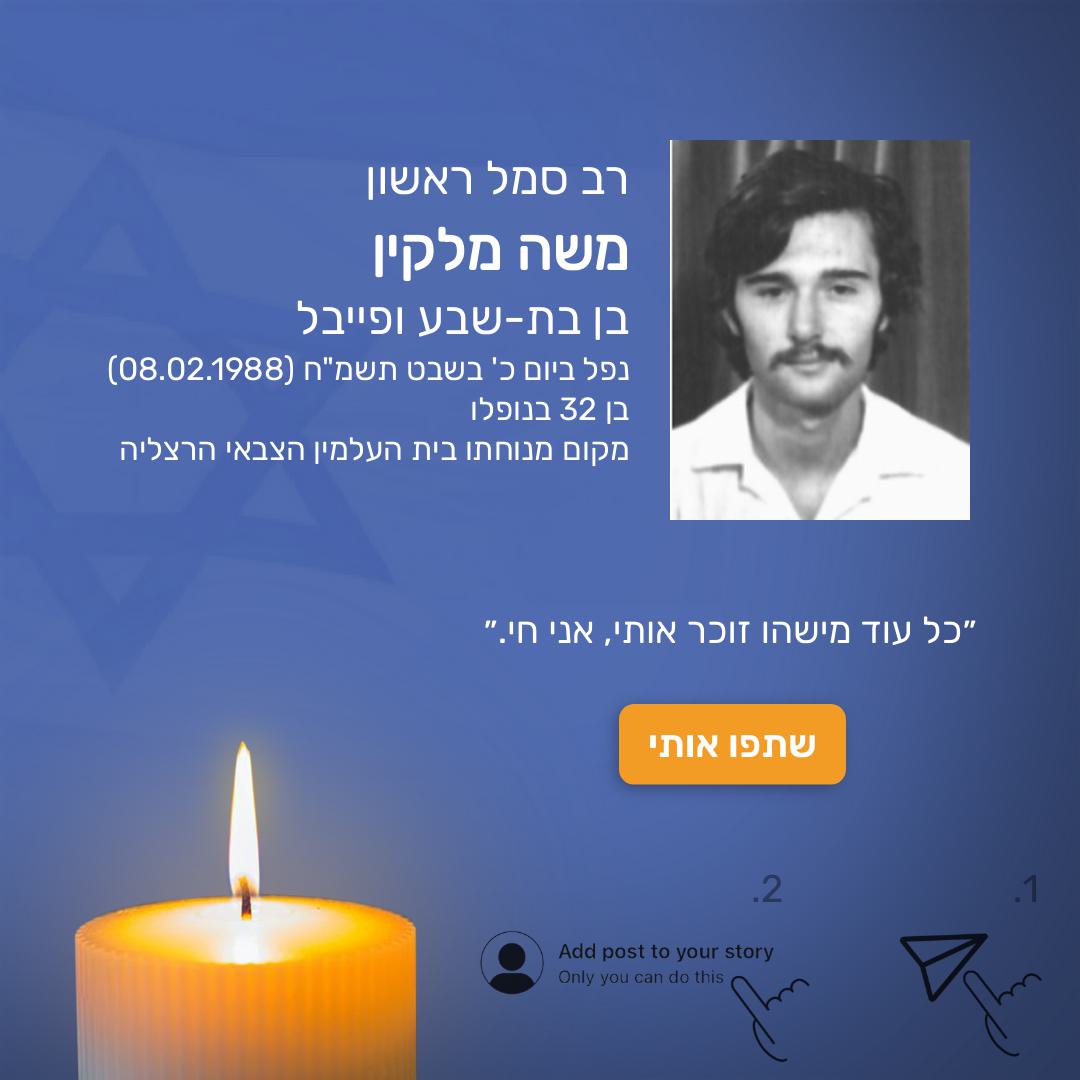 רב סמל ראשון
משה מלקין
בן בת-שבע ופייבל
נפל ביום כ' בשבט תשמ"ח (08.02.1988)
בן 32 בנופלו
מקום מנוחתו בית העלמין הצבאי הרצליה
״כל עוד מישהו זוכר אותי, אני חי.״
שתפו אותי
1.
2.
Add post to your story
Only you can do this